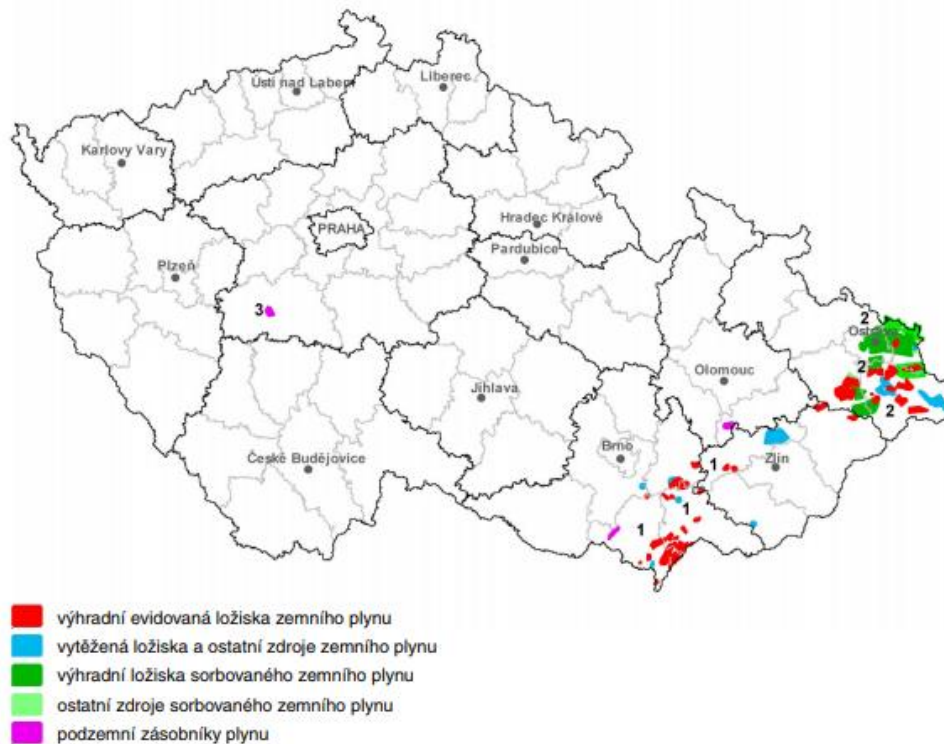 Ústí nad Labem
Liberec
Karlovy Vary
Hradec Králové
PRAHA
Pardubice
Plzeň
3
2
2
Olomouc
Jihlava
2
Brno
1
Zlín
České Budějovice
1
1
výhradní evidovaná ložiska zemního plynu
vytěžená ložiska a ostatní zdroje zemního plynu
výhradní ložiska sorbovaného zemního plynu
ostatní zdroje sorbovaného zemního plynu
podzemní zásobníky plynu